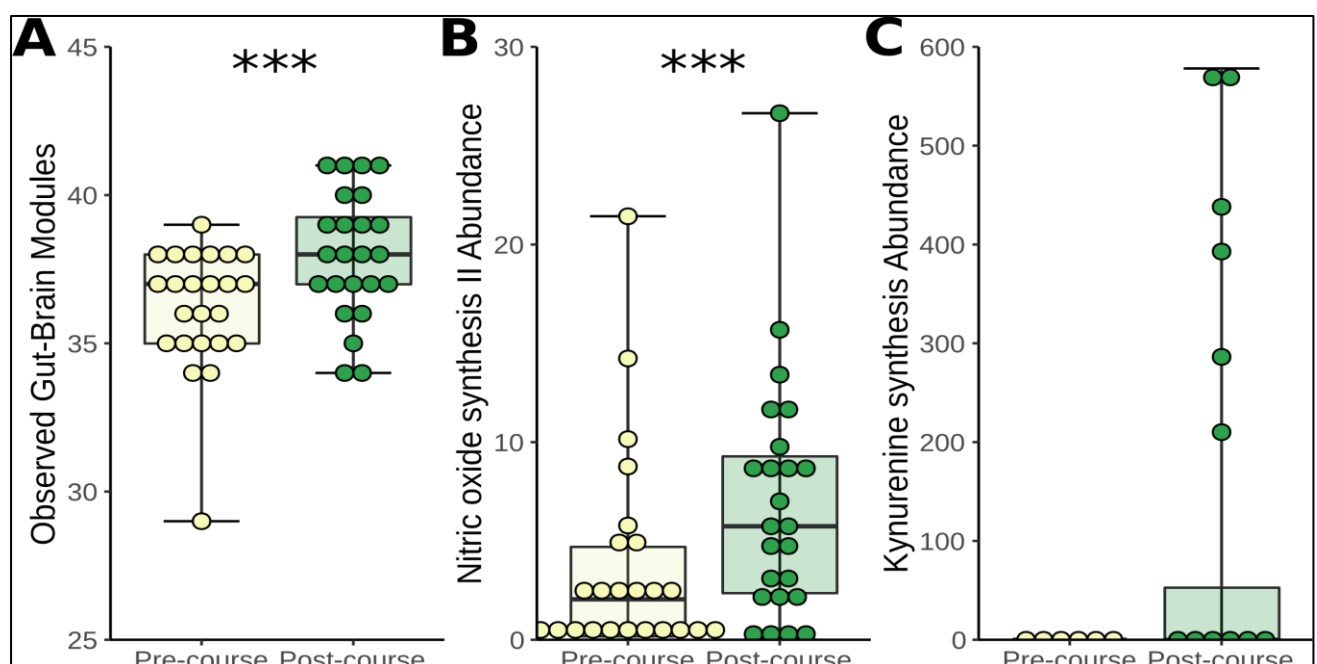 A
45
40
35
30
25
Observed Gut-Brain Modules
***
Pre-course
Post-course
B
30
20
10
0
Nitric oxide synthesis II Abundance
***
Pre-course
Post-course
C
600
500
400
300
200
100
0
Kynurenine synthesis Abundance
Pre-course
Post-course